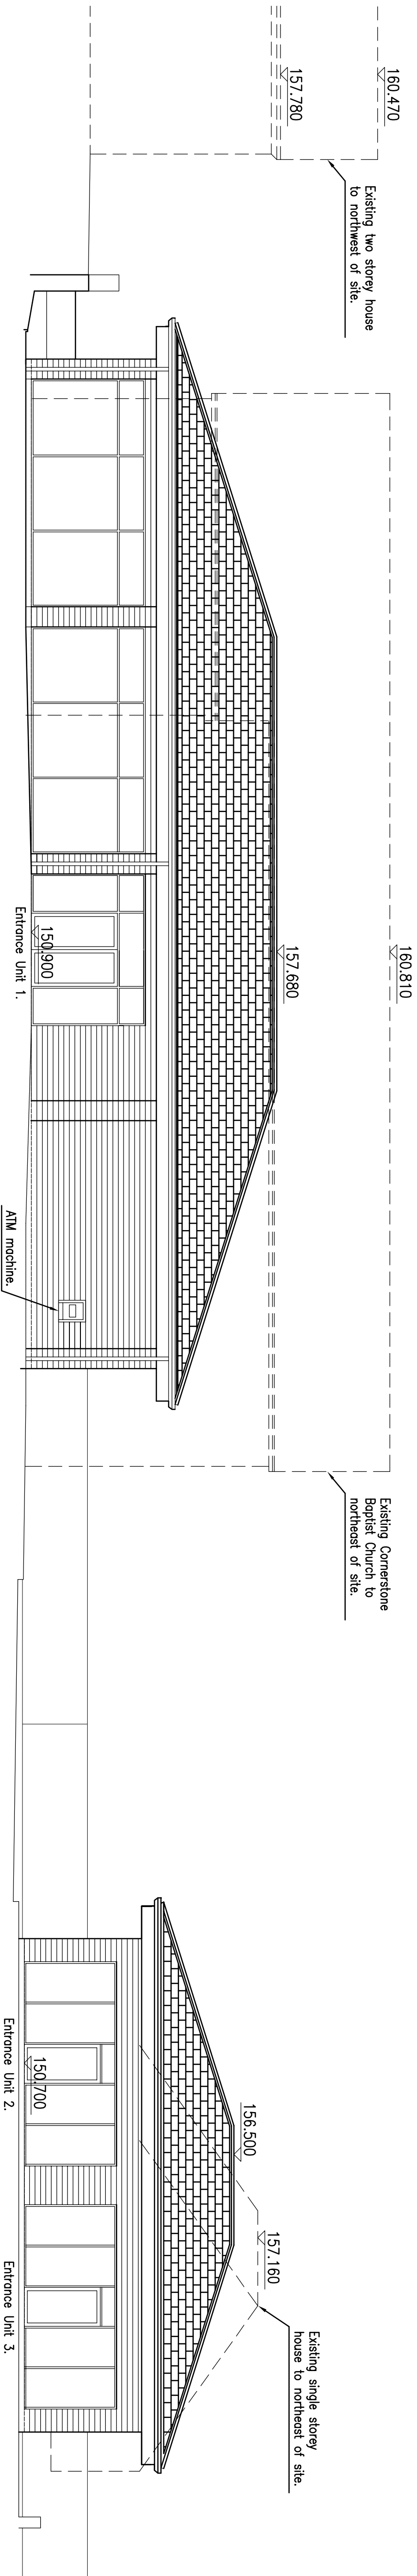 160.470
157.780
Existing two storey house
to northwest of site.
160.810
157.680
150.900
Entrance Unit 1.
ATM machine.
Existing Cornerstone
Baptist Church to
northeast of site.
156.500
157.160
150.700
Entrance Unit 2.
Entrance Unit 3.
Existing single storey
house to northeast of site.